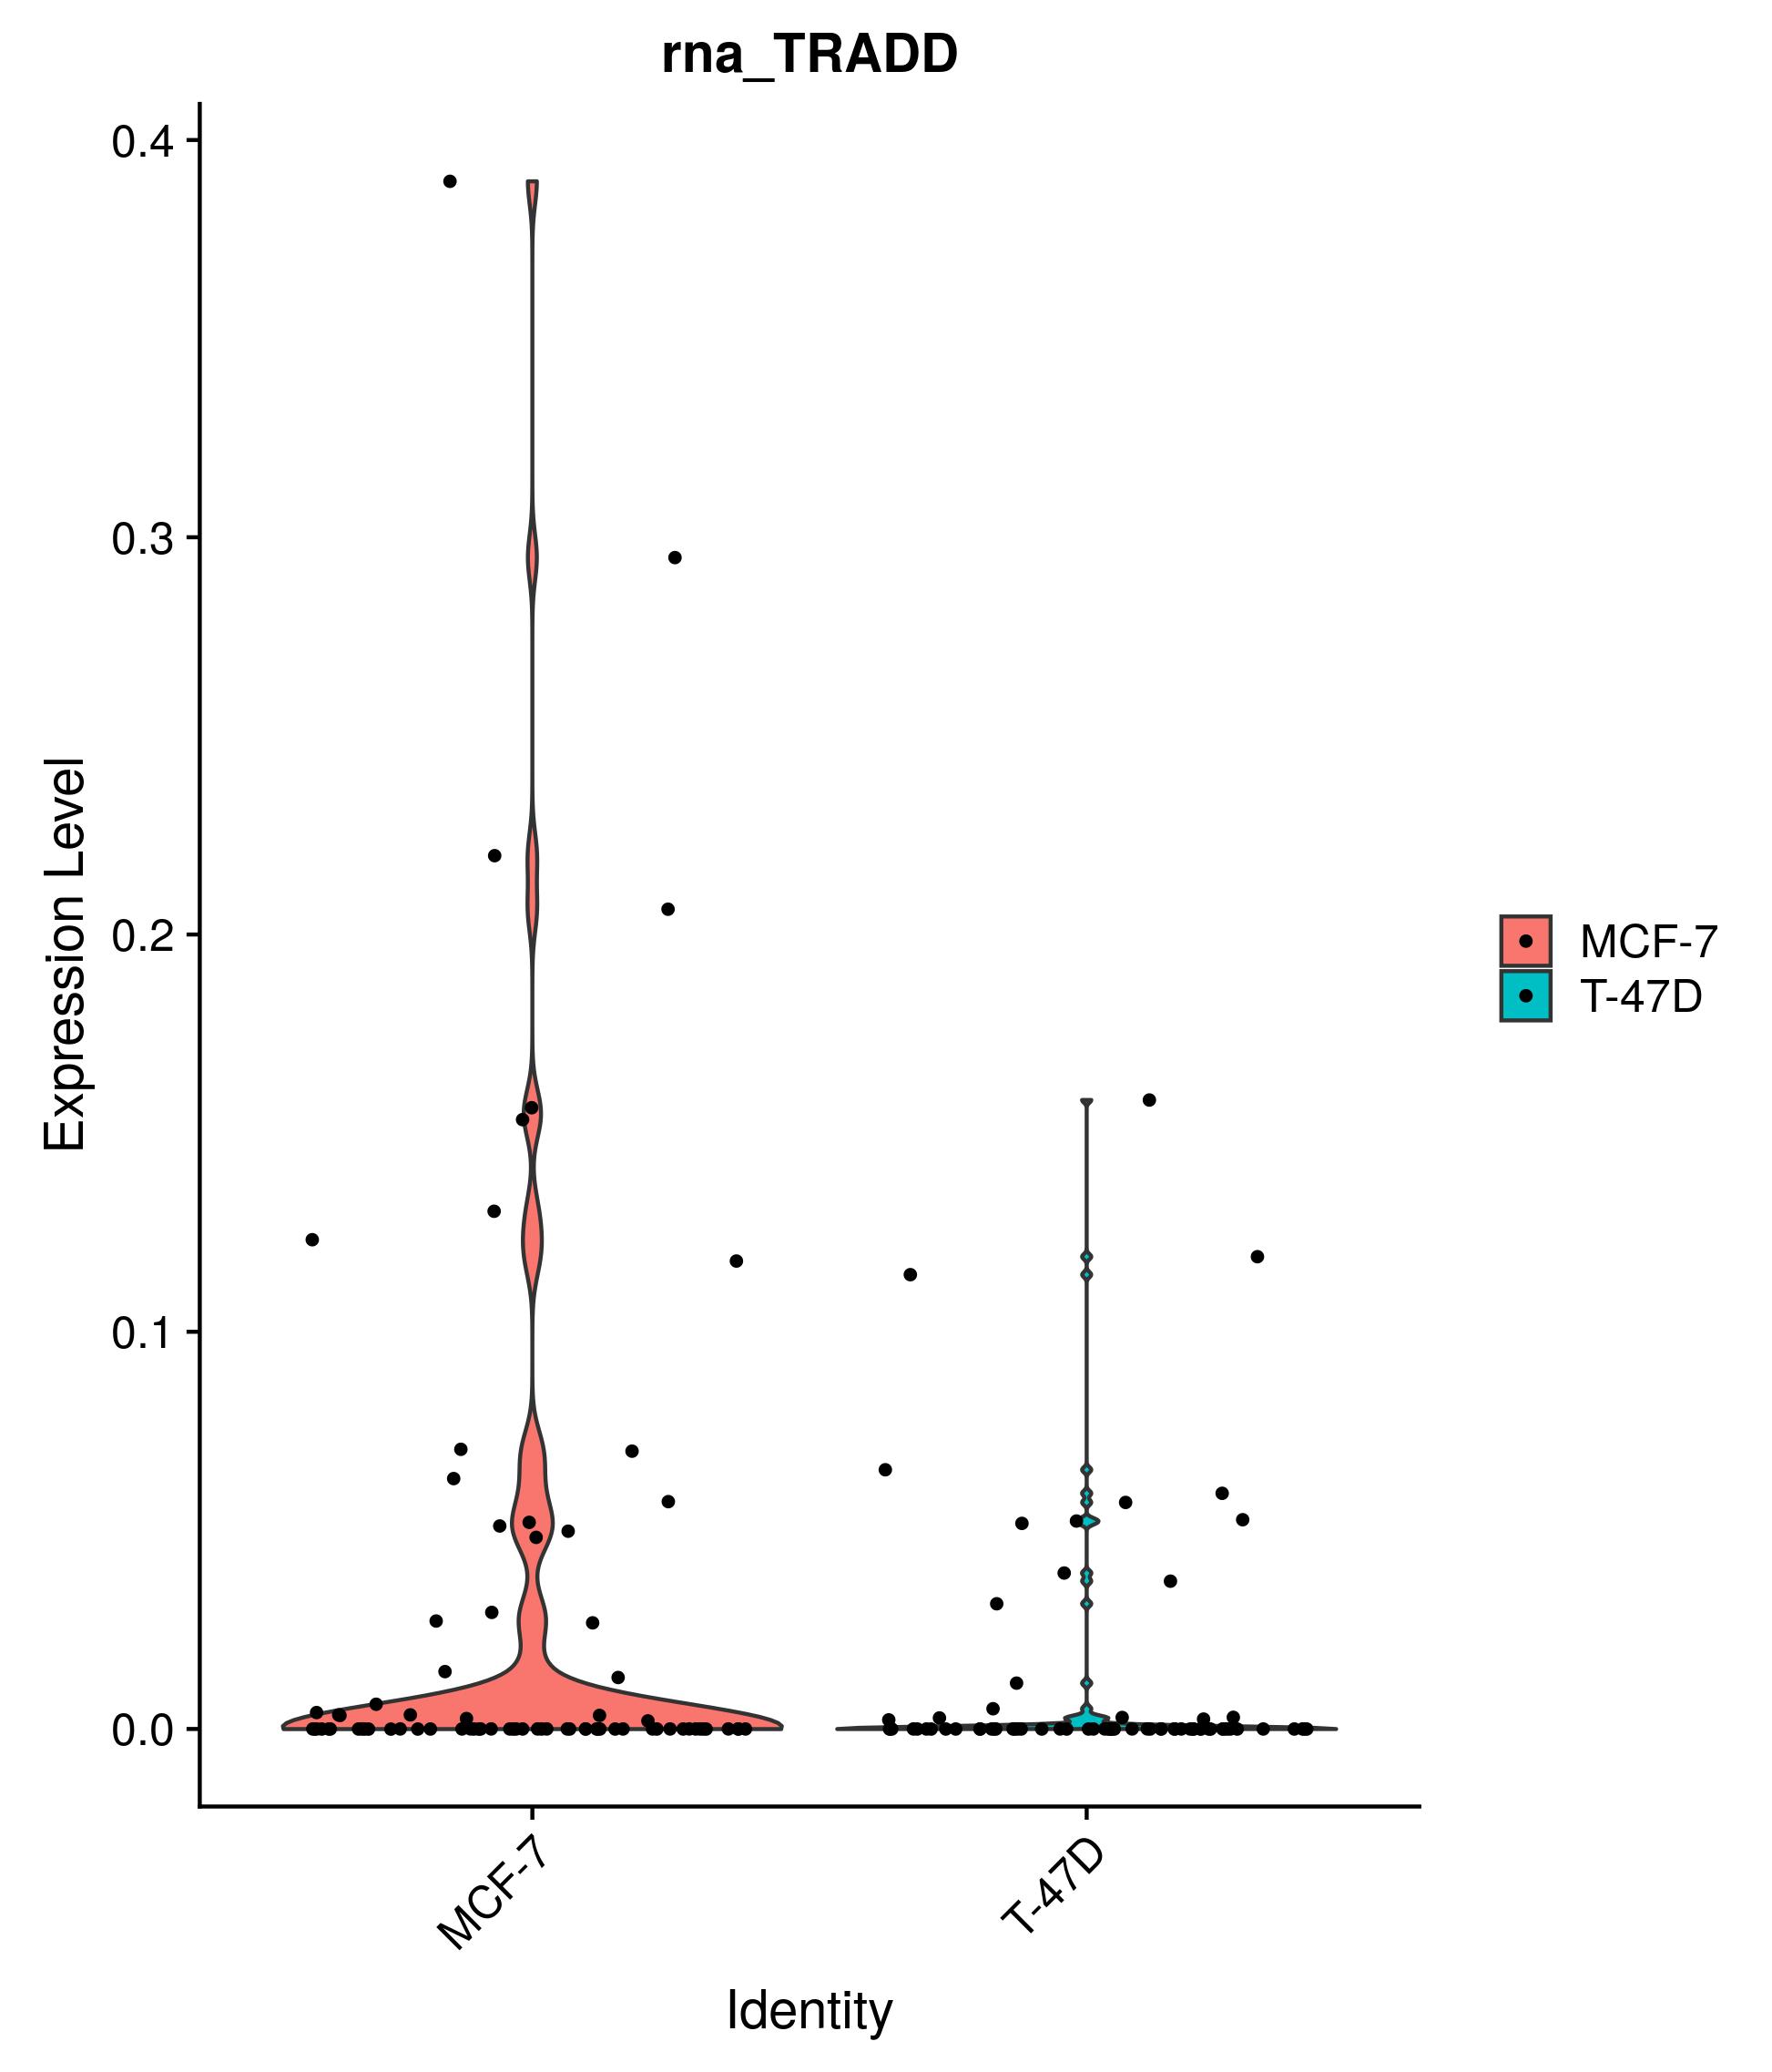 rna_TRADD
Expression Level
0.4
0.3
0.2
0.1
0.0
MCF-7
T-47D
Identity
MCF-7
T-47D